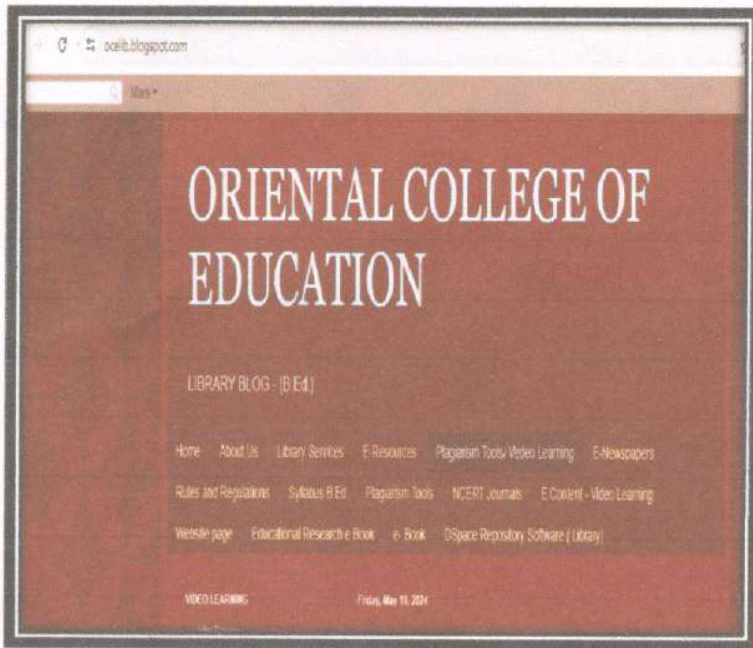 ocelib.blogspot.com
More
ORIENTAL COLLEGE OF
EDUCATION
LIBRARY BLOG - (B.Ed.)
Home About Us Library Services E-Resources Plagiarism Tools/ Video Learning E-Newspapers
Rules and Regulations Syllabus B.Ed. Plagiarism Tools NCERT Journals E Content - Video Learning
Website page Educational Research e Book e- Book DSpace Repository Software ( Library)
VIDEO LEARNING Friday, May 10, 2024